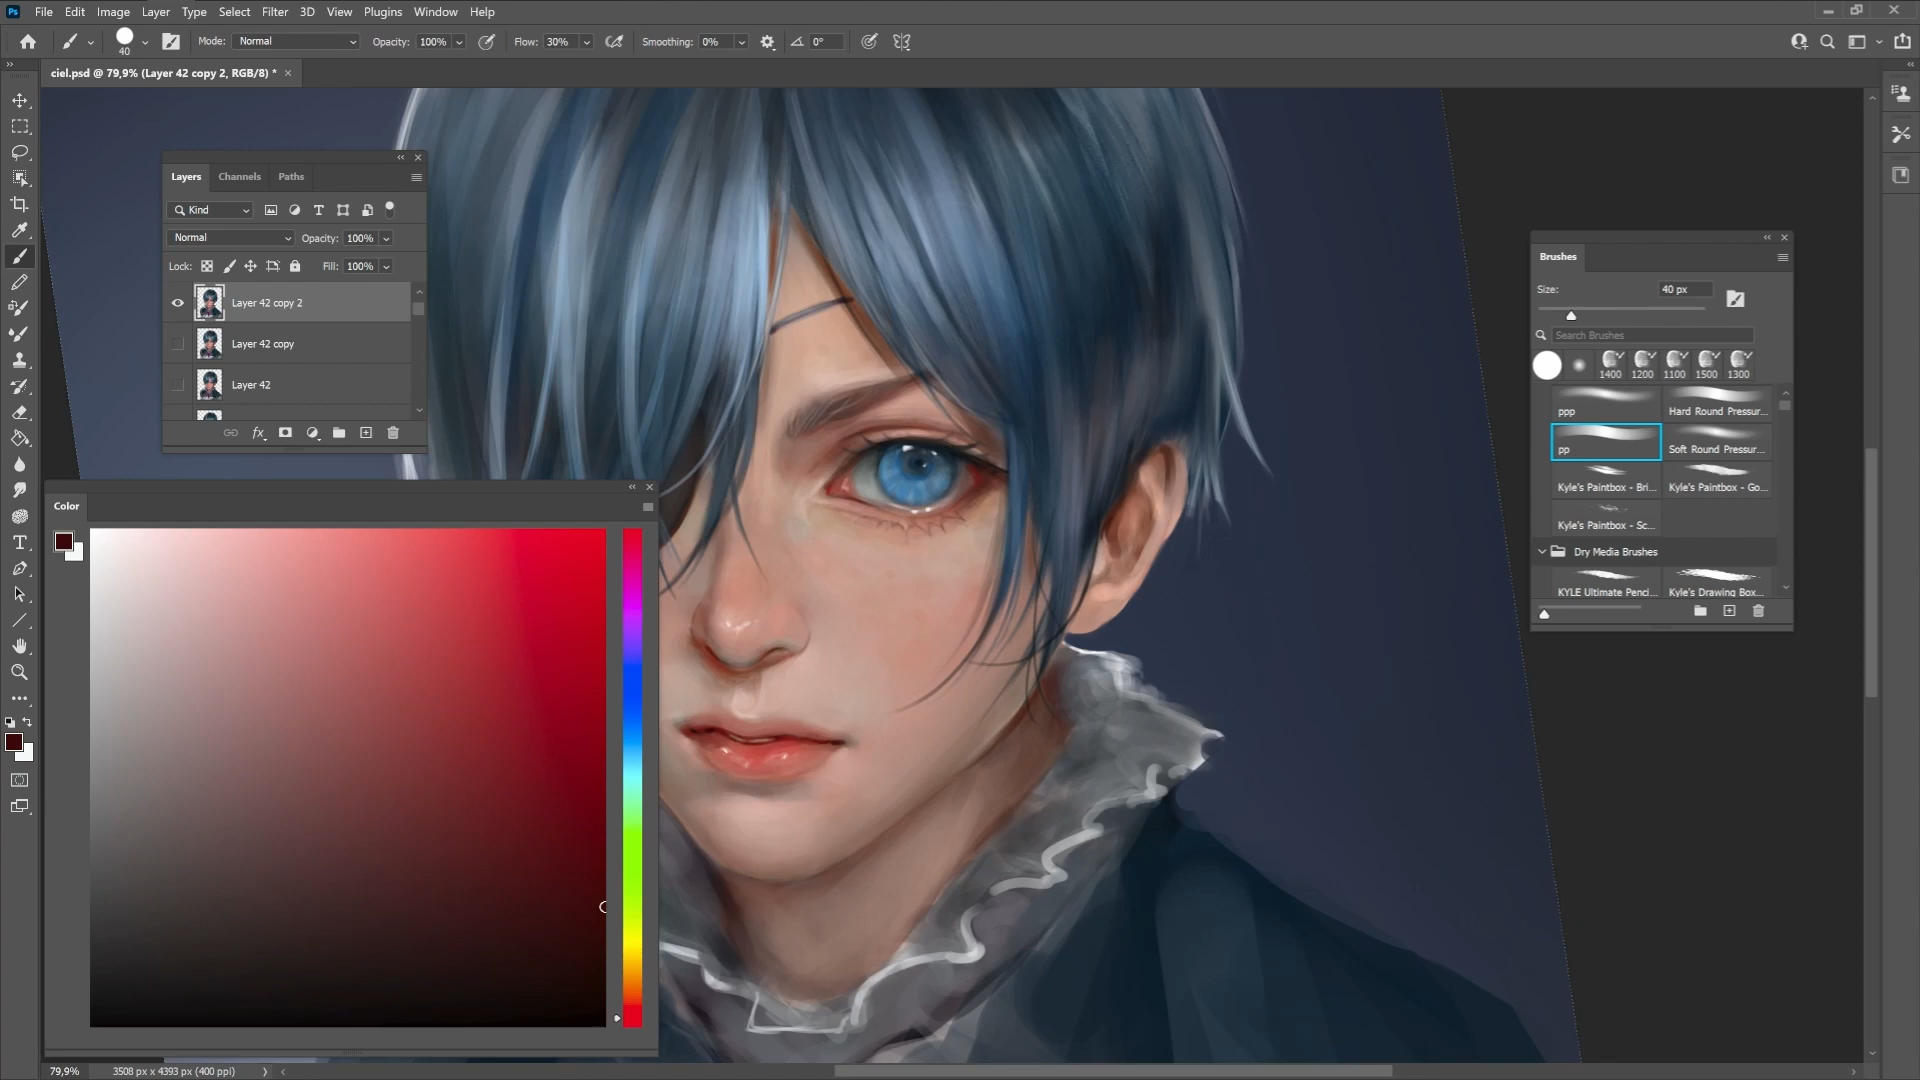 Ps File Edit Image Layer Type Select Filter 3D View Plugins Window Help
40 Mode: Normal Opacity: 100% Flow: 30% Smoothing: 0% 0°
ciel.psd @ 79,9% (Layer 42 copy 2, RGB/8) *
Layers Channels Paths
Kind
Normal Opacity: 100%
Lock: Fill: 100%
Layer 42 copy 2
Layer 42 copy
Layer 42
fx
Color
Brushes
Size: 40 px
Search Brushes
1400 1200 1100 1500 1300
ppp Hard Round Pressur...
pp Soft Round Pressur...
Kyle's Paintbox - Bri... Kyle's Paintbox - Go...
Kyle's Paintbox - Sc...
Dry Media Brushes
KYLE Ultimate Penci... Kyle's Drawing Box...
79,9% 3508 px x 4393 px (400 ppi)